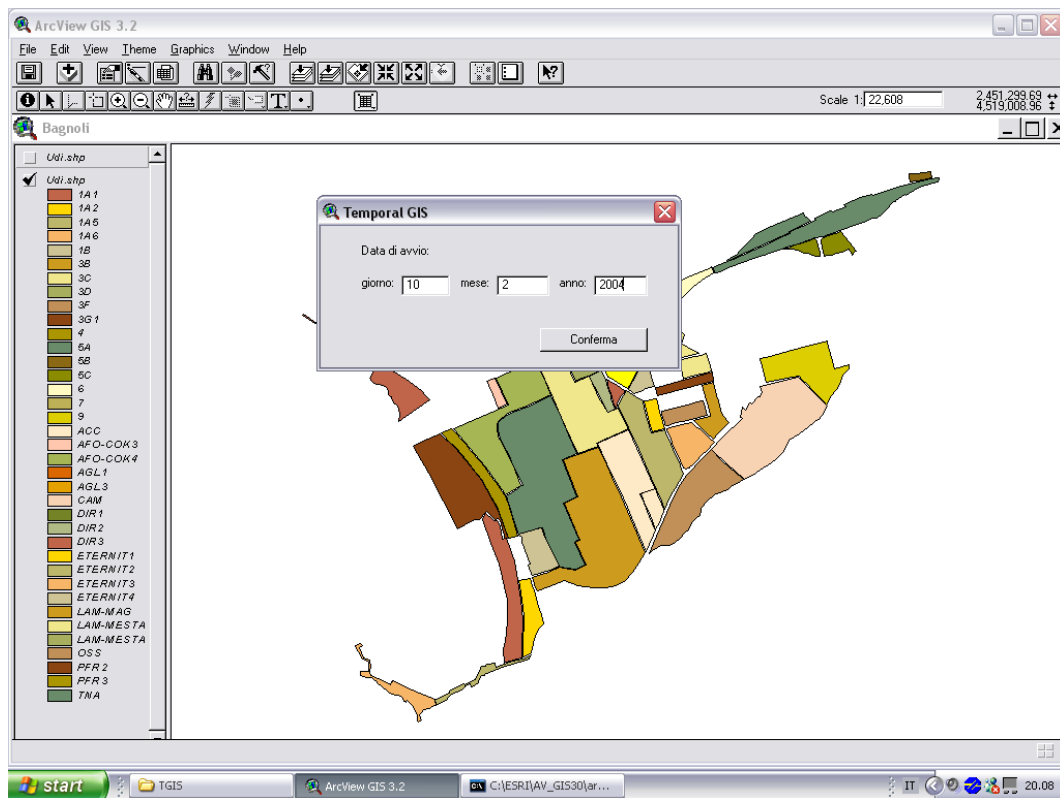 ArcView GIS 3.2
File Edit View Theme Graphics Window Help
Scale 1: 22,608
2,451,299.69
4,519,008.96
Bagnoli
Udi.shp
Udi.shp
1A1
1A2
1A5
1A6
1B
3B
3C
3D
3F
3G1
4
5A
5B
5C
6
7
9
ACC
AFO-COK3
AFO-COK4
AGL1
AGL3
CAM
DIR1
DIR2
DIR3
ETERNIT1
ETERNIT2
ETERNIT3
ETERNIT4
LAM-MAG
LAM-MESTA
LAM-MESTA
OSS
PFR2
PFR3
TNA
Temporal GIS
Data di avvio:
giorno: 10 mese: 2 anno: 2004
Conferma
start TGIS ArcView GIS 3.2 C:\ESRI\AV_GIS30\ar... IT 20.08